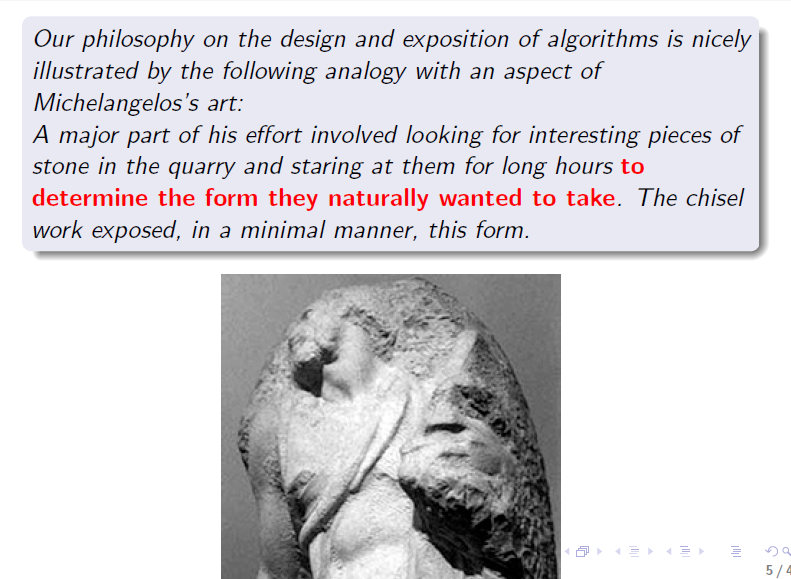 Our philosophy on the design and exposition of algorithms is nicely
illustrated by the following analogy with an aspect of
Michelangelos's art:
A major part of his effort involved looking for interesting pieces of
stone in the quarry and staring at them for long hours to
determine the form they naturally wanted to take. The chisel
work exposed, in a minimal manner, this form.
5 / 4